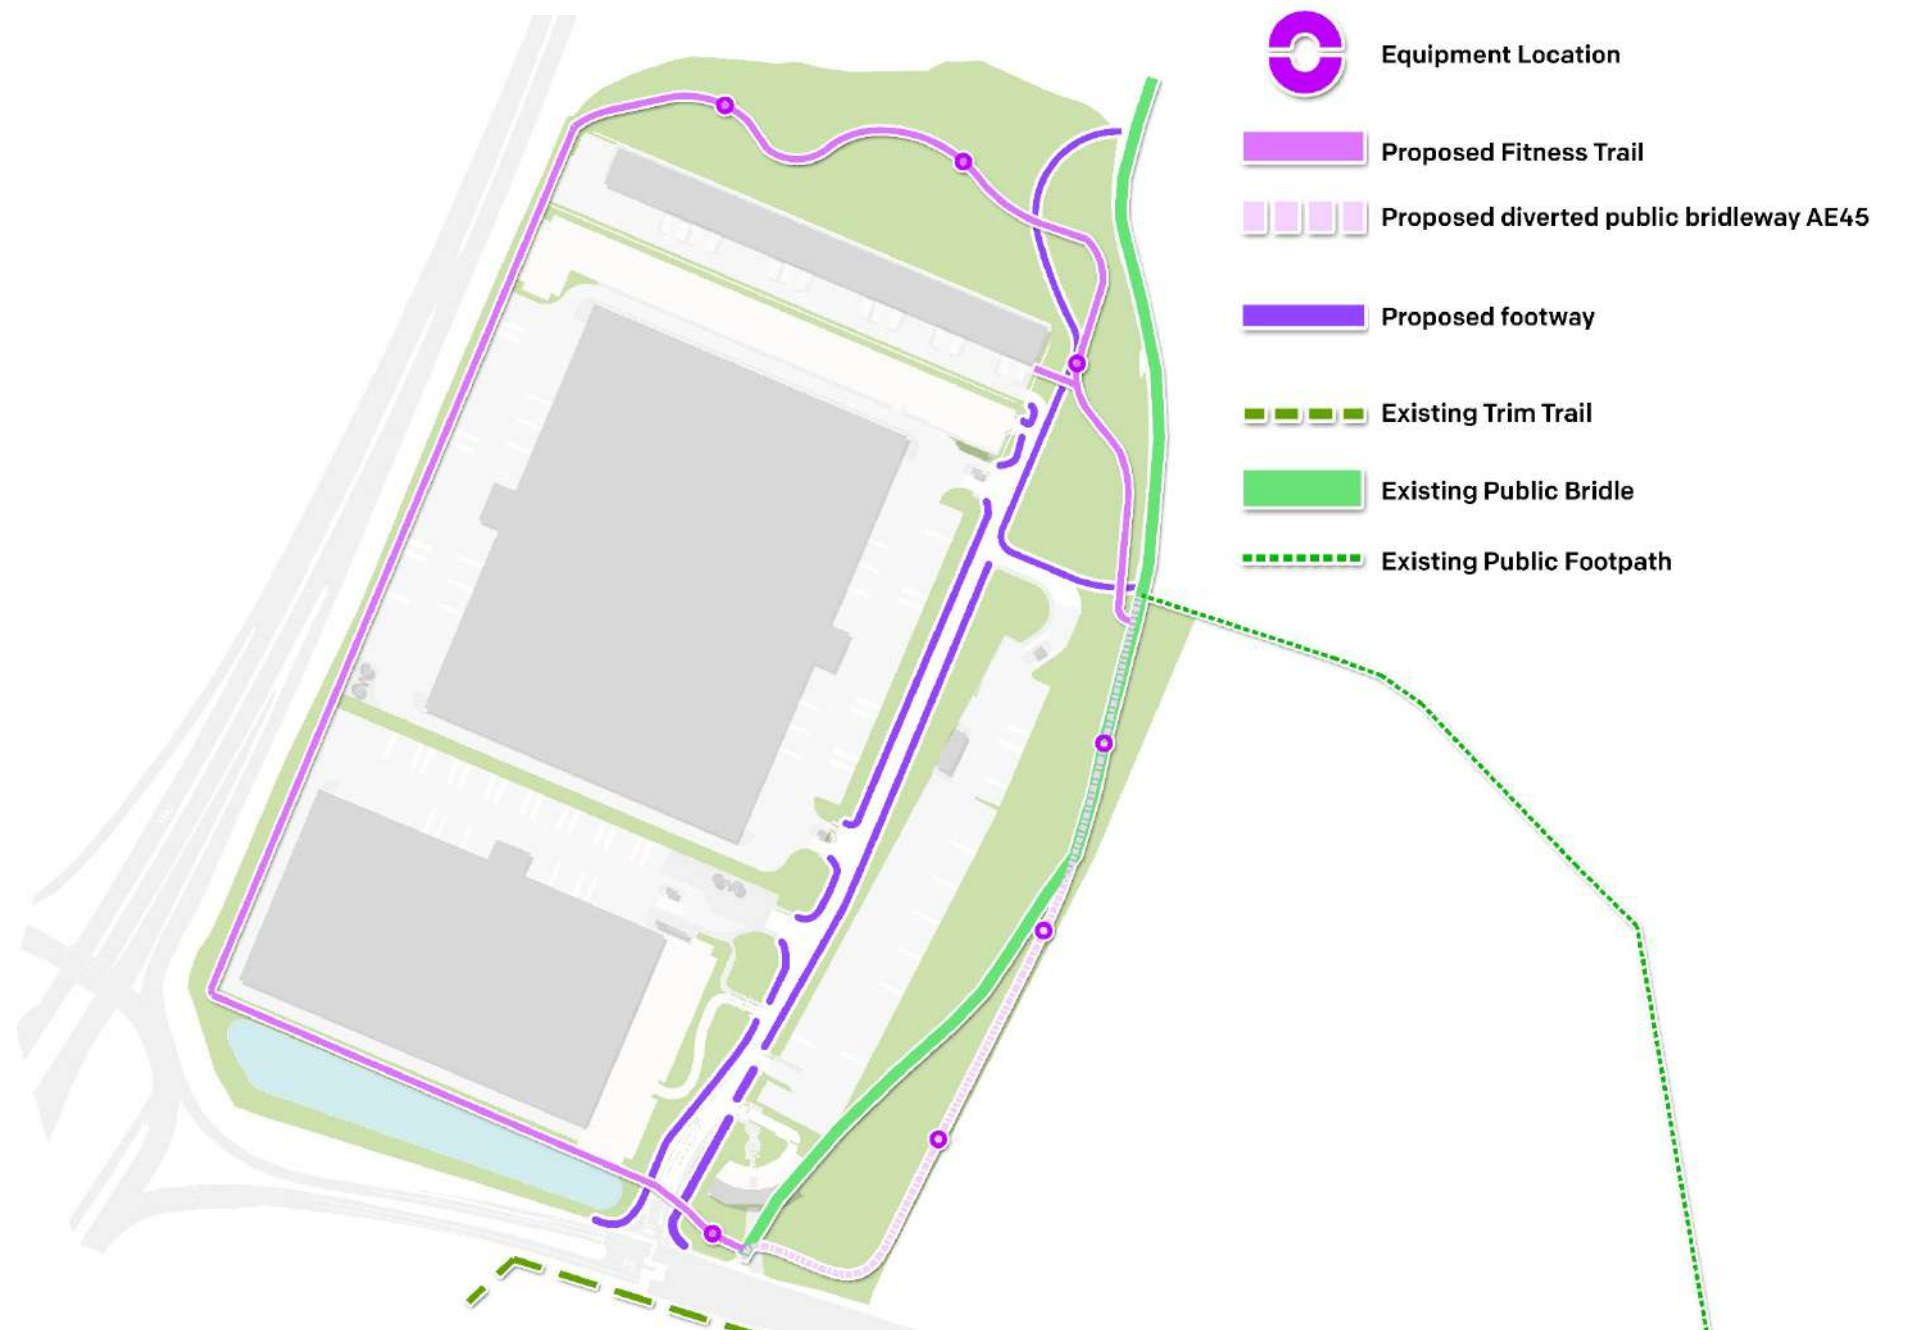 Equipment Location
Proposed Fitness Trail
Proposed diverted public bridleway AE45
Proposed footway
Existing Trim Trail
Existing Public Bridle
Existing Public Footpath